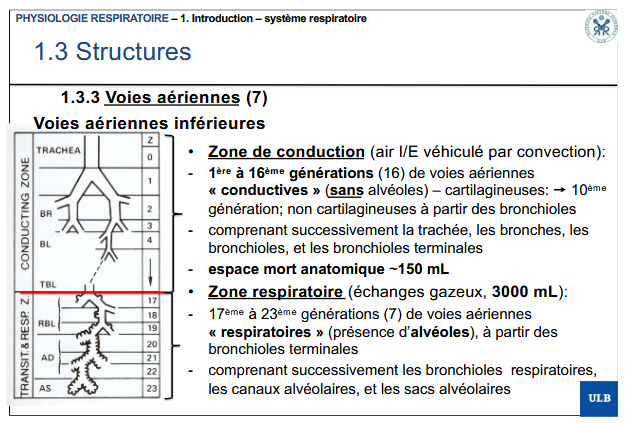 PHYSIOLOGIE RESPIRATOIRE – 1. Introduction – système respiratoire
1.3 Structures
1.3.3 Voies aériennes (7)
Voies aériennes inférieures
CONDUCTING ZONE
TRANSIT. & RESP. Z.
Z
TRACHEA
0
1
BR
2
3
BL
4
TBL
17
RBL
18
19
20
AD
21
22
AS
23
• Zone de conduction (air I/E véhiculé par convection):
- 1ère à 16ème générations (16) de voies aériennes
« conductives » (sans alvéoles) – cartilagineuses: → 10ème
génération; non cartilagineuses à partir des bronchioles
- comprenant successivement la trachée, les bronches, les
bronchioles, et les bronchioles terminales
- espace mort anatomique ~150 mL
• Zone respiratoire (échanges gazeux, 3000 mL):
- 17ème à 23ème générations (7) de voies aériennes
« respiratoires » (présence d'alvéoles), à partir des
bronchioles terminales
- comprenant successivement les bronchioles respiratoires,
les canaux alvéolaires, et les sacs alvéolaires
ULB